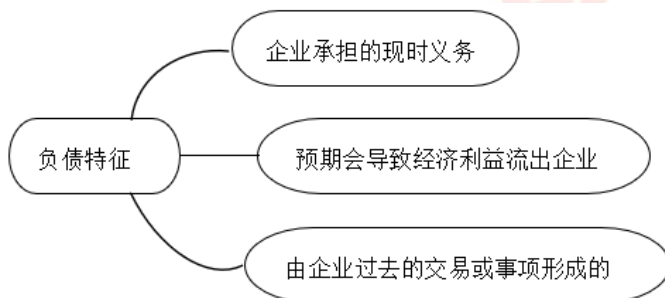 企业承担的现时义务
负债特征
预期会导致经济利益流出企业
由企业过去的交易或事项形成的